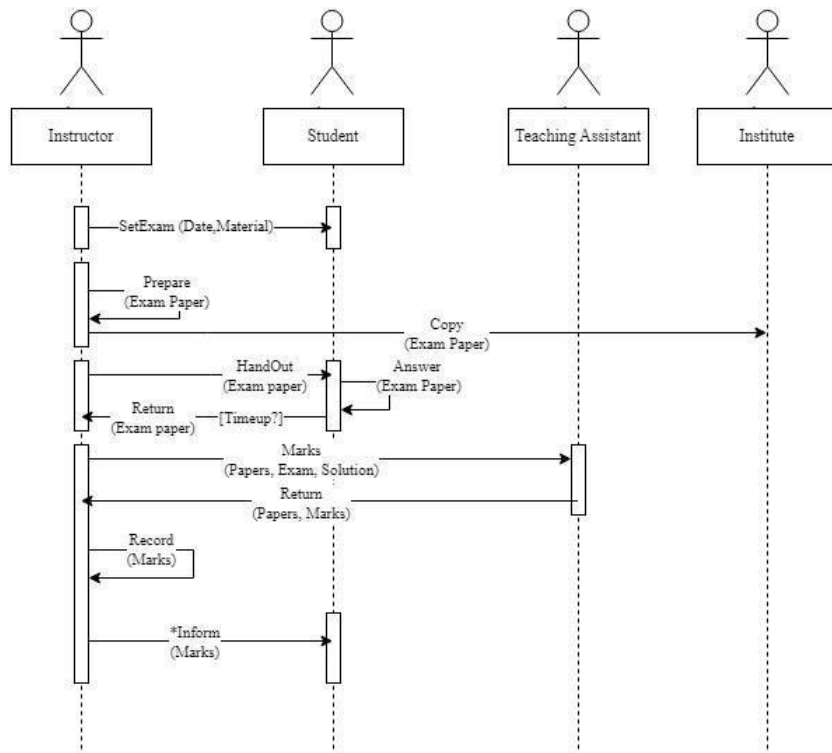 Instructor
Student
Teaching Assistant
Institute
SetExam (Date,Material)
Prepare
(Exam Paper)
Copy
(Exam Paper)
HandOut
(Exam paper)
Answer
(Exam Paper)
Return
(Exam paper)
[Timeup?]
Marks
(Papers, Exam, Solution)
Return
(Papers, Marks)
Record
(Marks)
*Inform
(Marks)